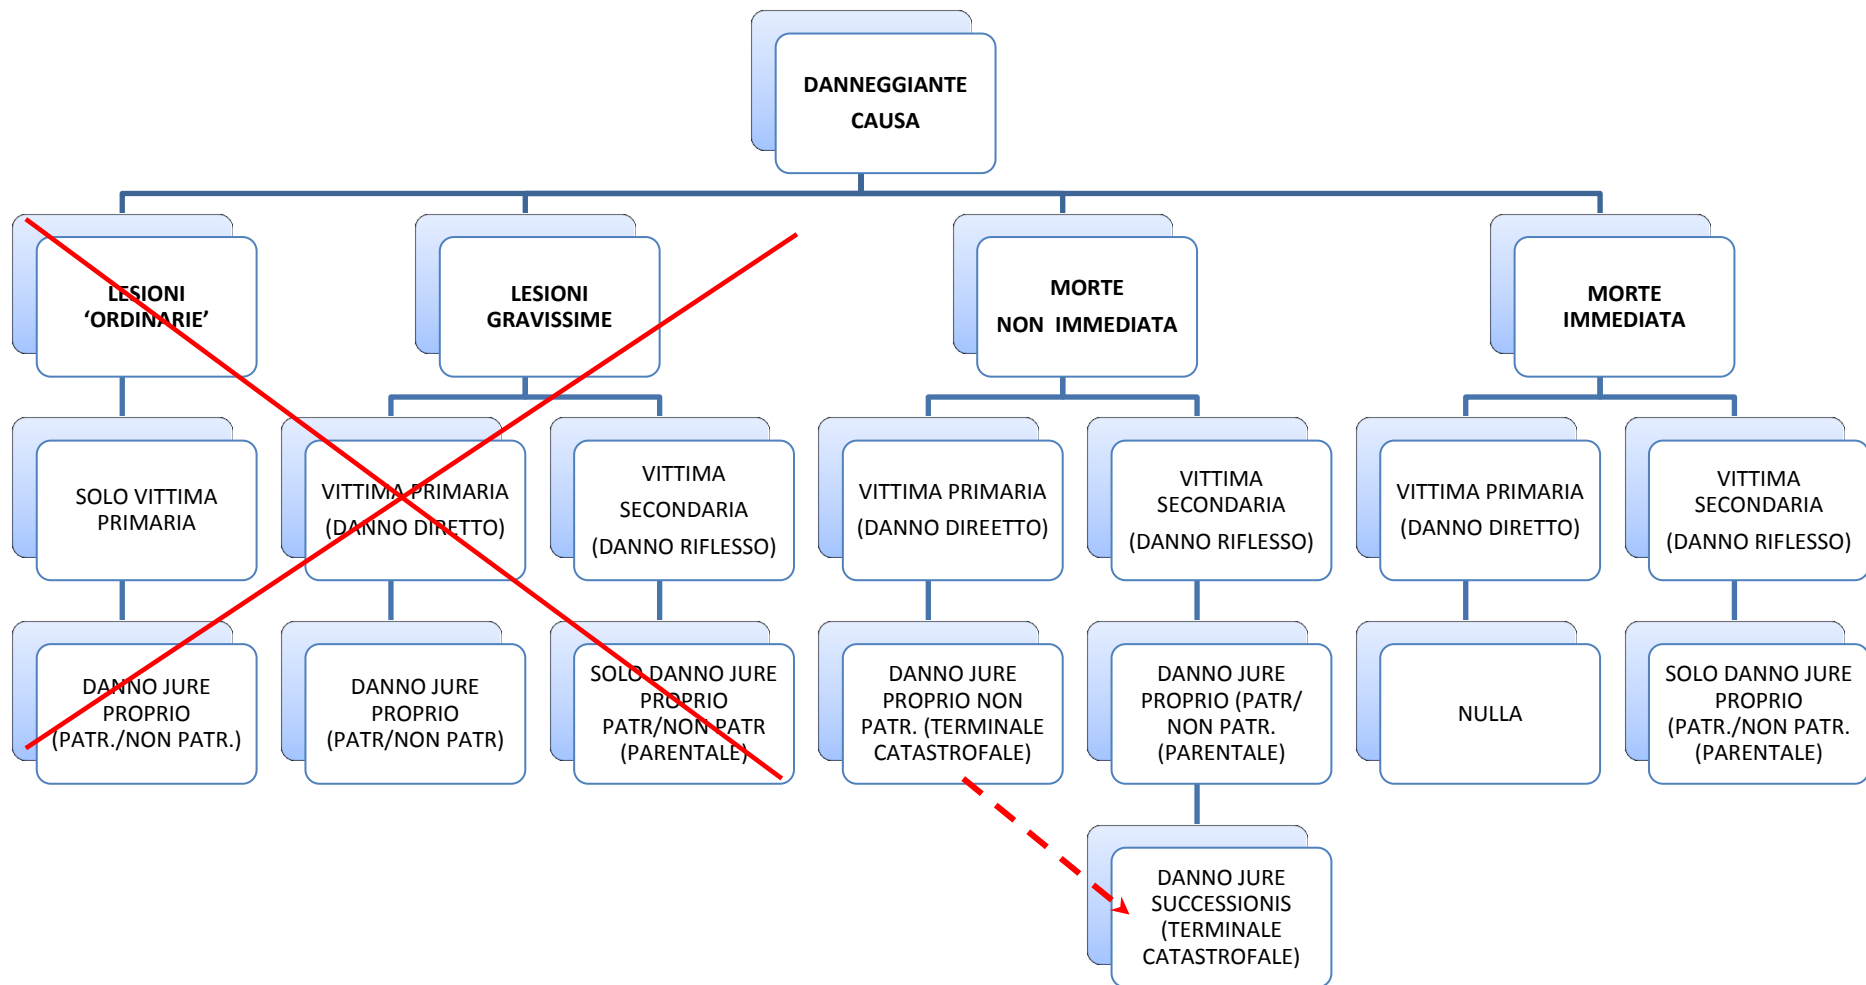 DANNEGGIANTE
CAUSA
LESIONI
‘ORDINARIE’
LESIONI
GRAVISSIME
MORTE
NON IMMEDIATA
MORTE
IMMEDIATA
SOLO VITTIMA
PRIMARIA
VITTIMA PRIMARIA
(DANNO DIRETTO)
VITTIMA
SECONDARIA
(DANNO RIFLESSO)
VITTIMA PRIMARIA
(DANNO DIREETTO)
VITTIMA
SECONDARIA
(DANNO RIFLESSO)
VITTIMA PRIMARIA
(DANNO DIRETTO)
VITTIMA
SECONDARIA
(DANNO RIFLESSO)
DANNO JURE
PROPRIO
(PATR./NON PATR.)
DANNO JURE
PROPRIO
(PATR/NON PATR)
SOLO DANNO JURE
PROPRIO
PATR/NON PATR
(PARENTALE)
DANNO JURE
PROPRIO NON
PATR. (TERMINALE
CATASTROFALE)
DANNO JURE
PROPRIO (PATR/
NON PATR.
(PARENTALE)
NULLA
SOLO DANNO JURE
PROPRIO
(PATR./NON PATR.
(PARENTALE)
DANNO JURE
SUCCESSIONIS
(TERMINALE
CATASTROFALE)